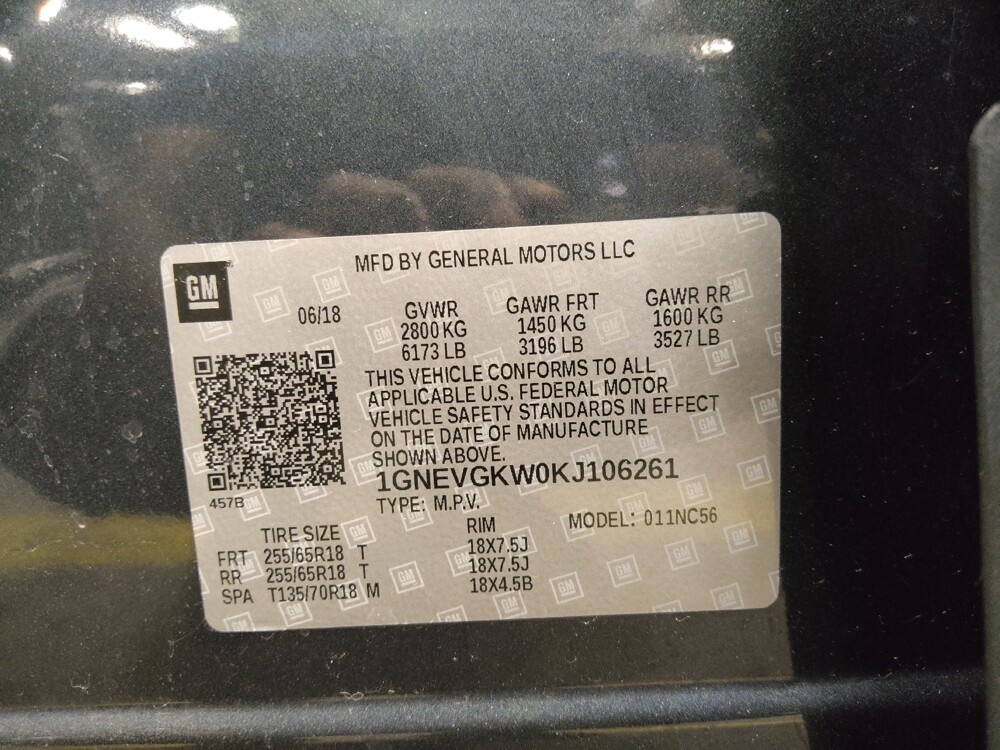 MFD BY GENERAL MOTORS LLC
GM
06/18
GVWR
2800 KG
6173 LB
GAWR FRT
1450 KG
3196 LB
GAWR RR
1600 KG
3527 LB
THIS VEHICLE CONFORMS TO ALL
APPLICABLE U.S. FEDERAL MOTOR
VEHICLE SAFETY STANDARDS IN EFFECT
ON THE DATE OF MANUFACTURE
SHOWN ABOVE.
1GNEVGKW0KJ106261
457B
TYPE: M.P.V.
MODEL: 011NC56
TIRE SIZE RIM
FRT 255/65R18 T 18X7.5J
RR 255/65R18 T 18X7.5J
SPA T135/70R18 M 18X4.5B